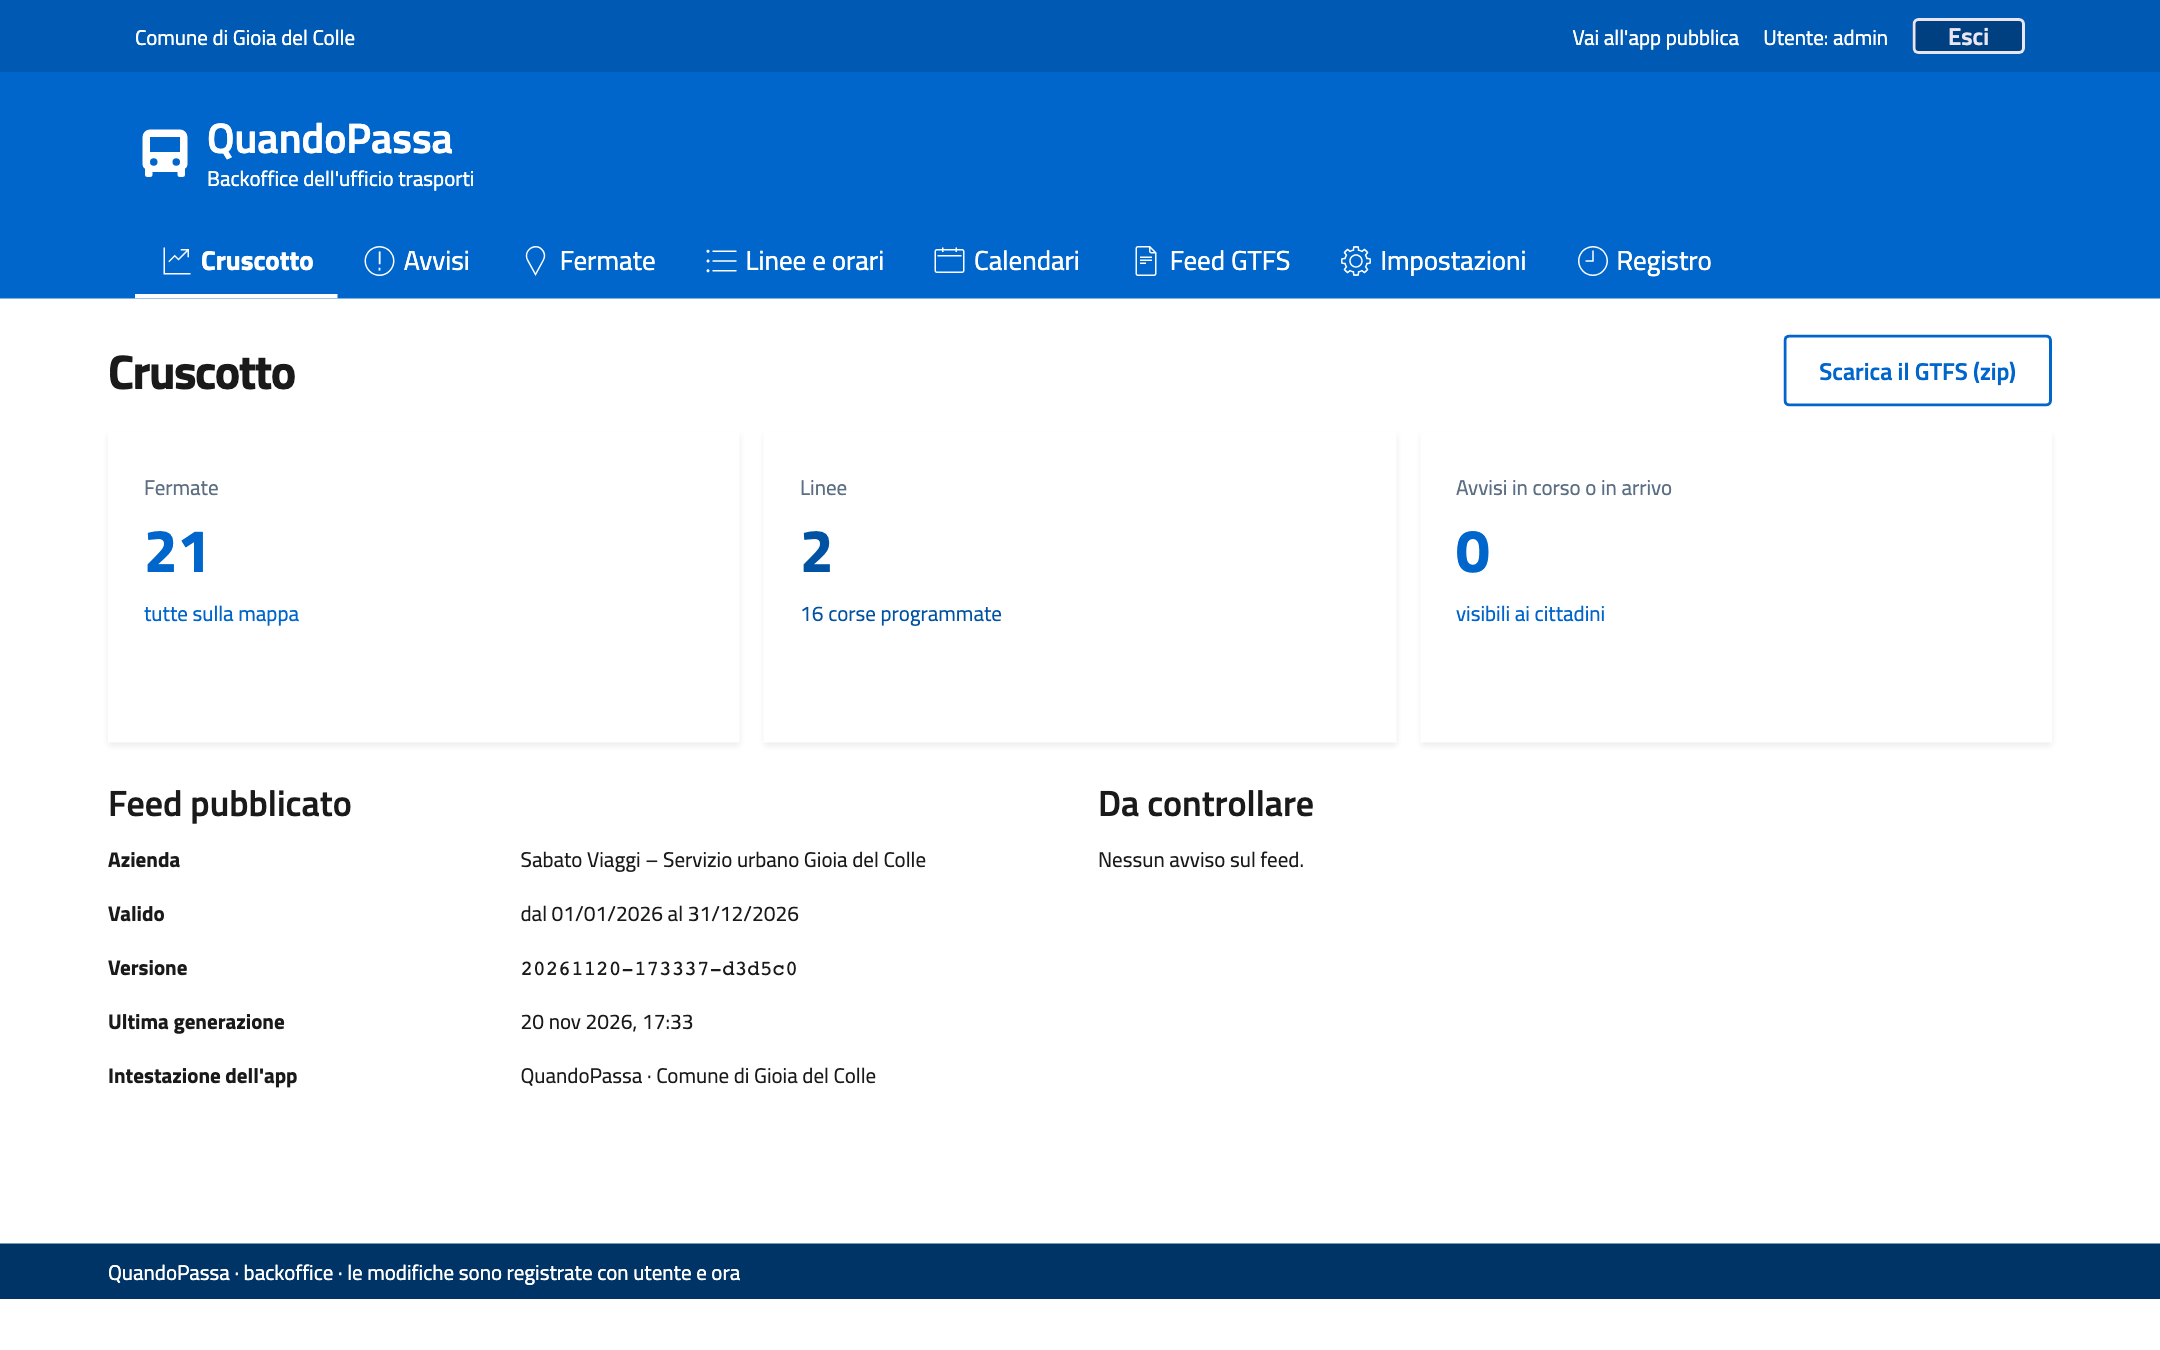 Comune di Gioia del Colle
Vai all'app pubblica Utente: admin Esci
QuandoPassa
Backoffice dell'ufficio trasporti
Cruscotto Avvisi Fermate Linee e orari Calendari Feed GTFS Impostazioni Registro
Cruscotto
Scarica il GTFS (zip)
Fermate
21
tutte sulla mappa
Linee
2
16 corse programmate
Avvisi in corso o in arrivo
0
visibili ai cittadini
Feed pubblicato
Azienda Sabato Viaggi – Servizio urbano Gioia del Colle
Valido dal 01/01/2026 al 31/12/2026
Versione 20261120-173337-d3d5c0
Ultima generazione 20 nov 2026, 17:33
Intestazione dell'app QuandoPassa · Comune di Gioia del Colle
Da controllare
Nessun avviso sul feed.
QuandoPassa · backoffice · le modifiche sono registrate con utente e ora